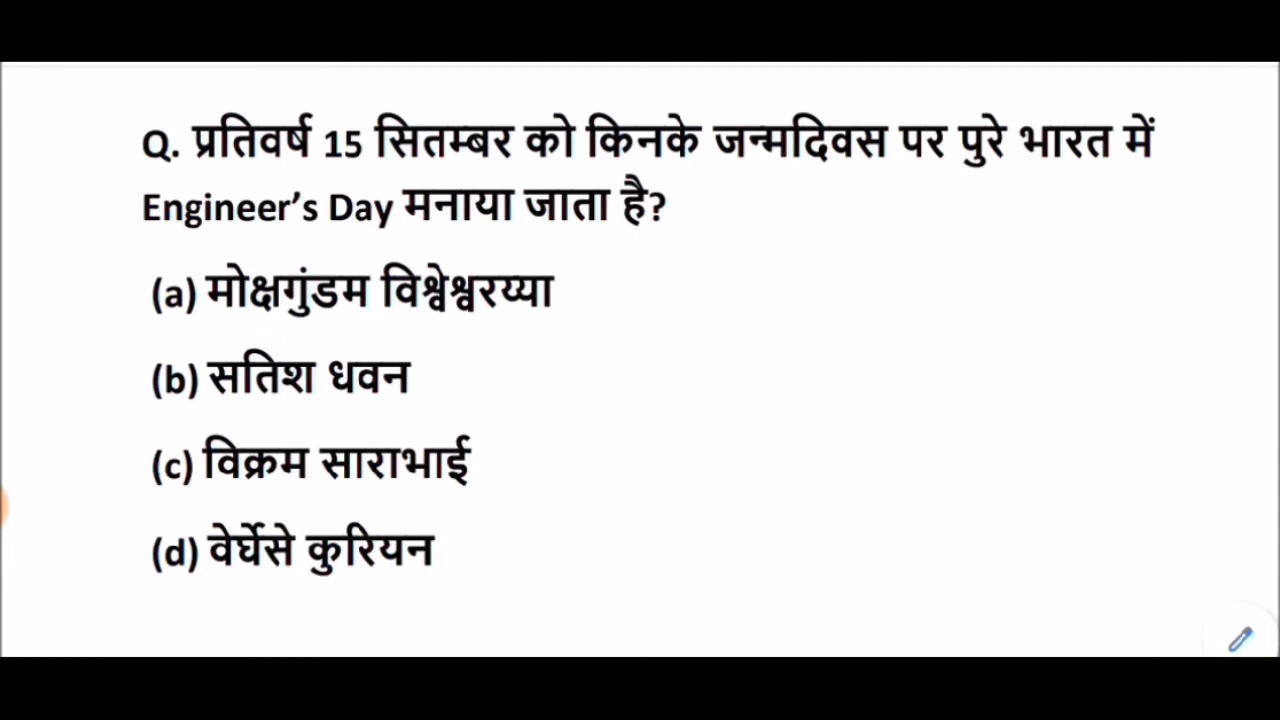 Q. प्रतिवर्ष 15 सितम्बर को किनके जन्मदिवस पर पुरे भारत में
Engineer’s Day मनाया जाता है?
(a) मोक्षगुंडम विश्वेश्वरय्या
(b) सतिश धवन
(c) विक्रम साराभाई
(d) वेर्घेसे कुरियन